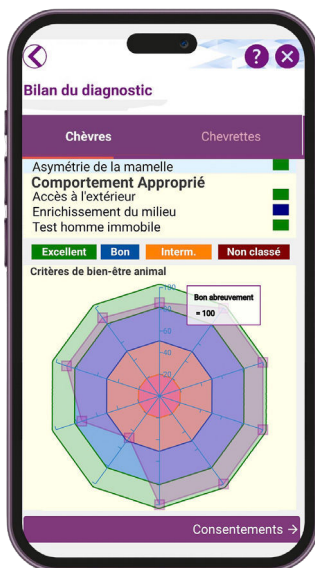 ?
Bilan du diagnostic
Chèvres Chevrettes
Asymétrie de la mamelle
Comportement Approprié
Accès à l'extérieur
Enrichissement du milieu
Test homme immobile
Excellent Bon Interm. Non classé
Critères de bien-être animal
100
Bon abreuvement
= 100
80
60
40
20
Consentements →